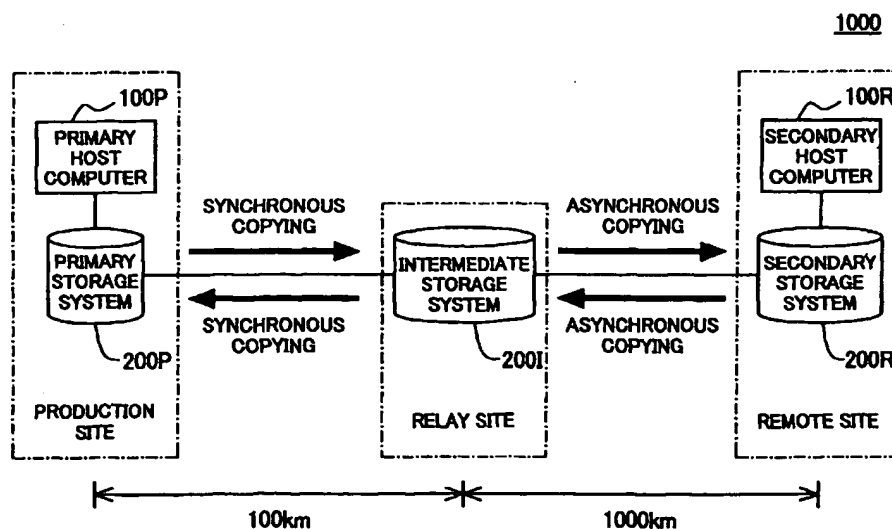 1000
100P
PRIMARY
HOST
COMPUTER
100R
SECONDARY
HOST
COMPUTER
SYNCHRONOUS
COPYING
ASYNCHRONOUS
COPYING
PRIMARY
STORAGE
SYSTEM
INTERMEDIATE
STORAGE
SYSTEM
SECONDARY
STORAGE
SYSTEM
SYNCHRONOUS
COPYING
ASYNCHRONOUS
COPYING
200P
200I
200R
PRODUCTION
SITE
RELAY SITE
REMOTE SITE
100km
1000km